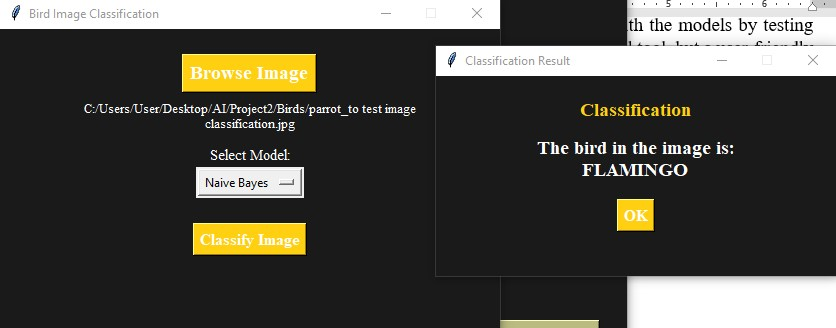 Bird Image Classification
Browse Image
C:/Users/User/Desktop/AI/Project2/Birds/parrot_to test image
classification.jpg
Select Model:
Naive Bayes
Classify Image
5
6
th the models by testing
Classification Result
Classification
The bird in the image is:
FLAMINGO
OK